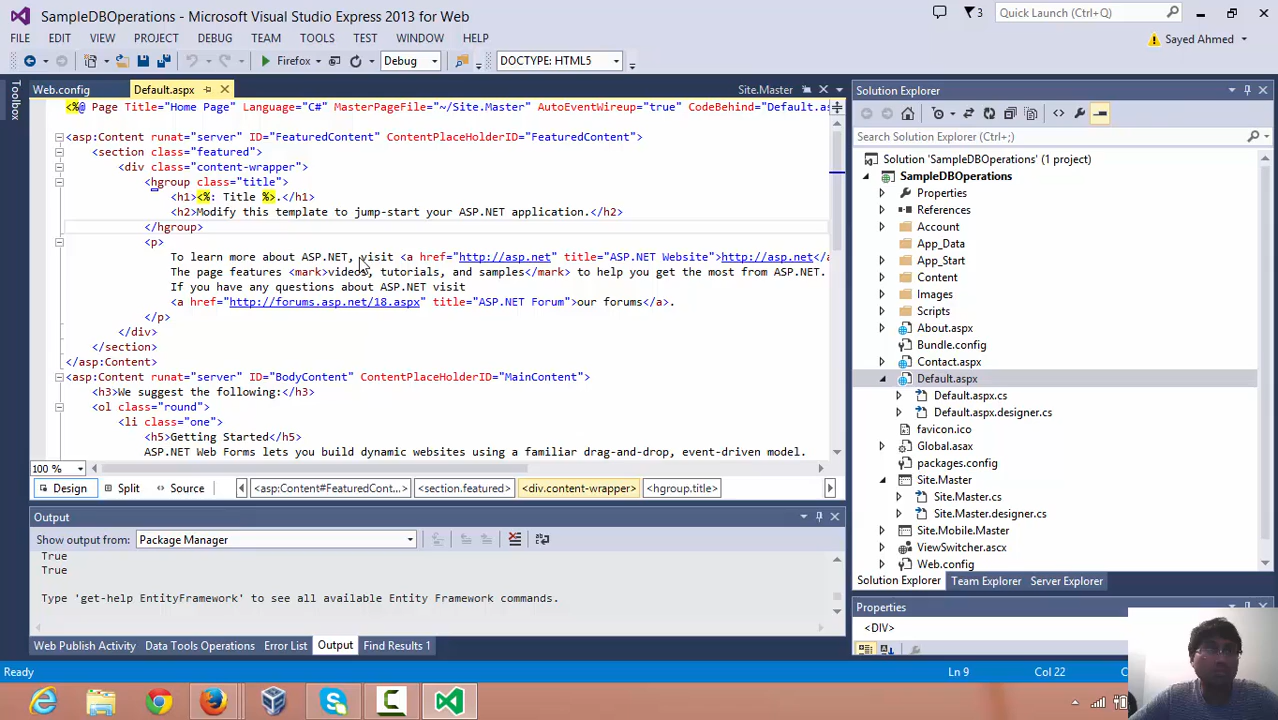 SampleDBOperations - Microsoft Visual Studio Express 2013 for Web
3
Quick Launch (Ctrl+Q)
FILE EDIT VIEW PROJECT DEBUG TEAM TOOLS TEST WINDOW HELP
Sayed Ahmed
Firefox
Debug
DOCTYPE: HTML5
Toolbox
Web.config
Default.aspx
Site.Master
<%@ Page Title="Home Page" Language="C#" MasterPageFile="~/Site.Master" AutoEventWireup="true" CodeBehind="Default.as
<asp:Content runat="server" ID="FeaturedContent" ContentPlaceHolderID="FeaturedContent">
<section class="featured">
<div class="content-wrapper">
<hgroup class="title">
<h1><%: Title %>.</h1>
<h2>Modify this template to jump-start your ASP.NET application.</h2>
</hgroup>
<p>
To learn more about ASP.NET, visit <a href="http://asp.net" title="ASP.NET Website">http://asp.net</a
The page features <mark>videos, tutorials, and samples</mark> to help you get the most from ASP.NET.
If you have any questions about ASP.NET visit
<a href="http://forums.asp.net/18.aspx" title="ASP.NET Forum">our forums</a>.
</p>
</div>
</section>
</asp:Content>
<asp:Content runat="server" ID="BodyContent" ContentPlaceHolderID="MainContent">
<h3>We suggest the following:</h3>
<ol class="round">
<li class="one">
<h5>Getting Started</h5>
ASP.NET Web Forms lets you build dynamic websites using a familiar drag-and-drop, event-driven model.
100 %
Design
Split
Source
<asp:Content#FeaturedCont...>
<section.featured>
<div.content-wrapper>
<hgroup.title>
Output
Show output from: Package Manager
True
True
Type 'get-help EntityFramework' to see all available Entity Framework commands.
Web Publish Activity
Data Tools Operations
Error List
Output
Find Results 1
Solution Explorer
Search Solution Explorer (Ctrl+;)
Solution 'SampleDBOperations' (1 project)
SampleDBOperations
Properties
References
Account
App_Data
App_Start
Content
Images
Scripts
About.aspx
Bundle.config
Contact.aspx
Default.aspx
Default.aspx.cs
Default.aspx.designer.cs
favicon.ico
Global.asax
packages.config
Site.Master
Site.Master.cs
Site.Master.designer.cs
Site.Mobile.Master
ViewSwitcher.ascx
Web.config
Solution Explorer
Team Explorer
Server Explorer
Properties
<DIV>
Ready
Ln 9
Col 22
C